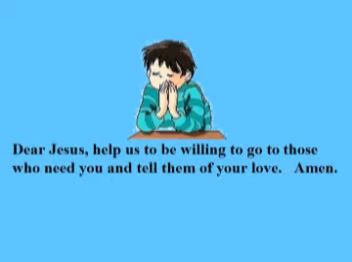 Dear Jesus, help us to be willing to go to those
who need you and tell them of your love. Amen.